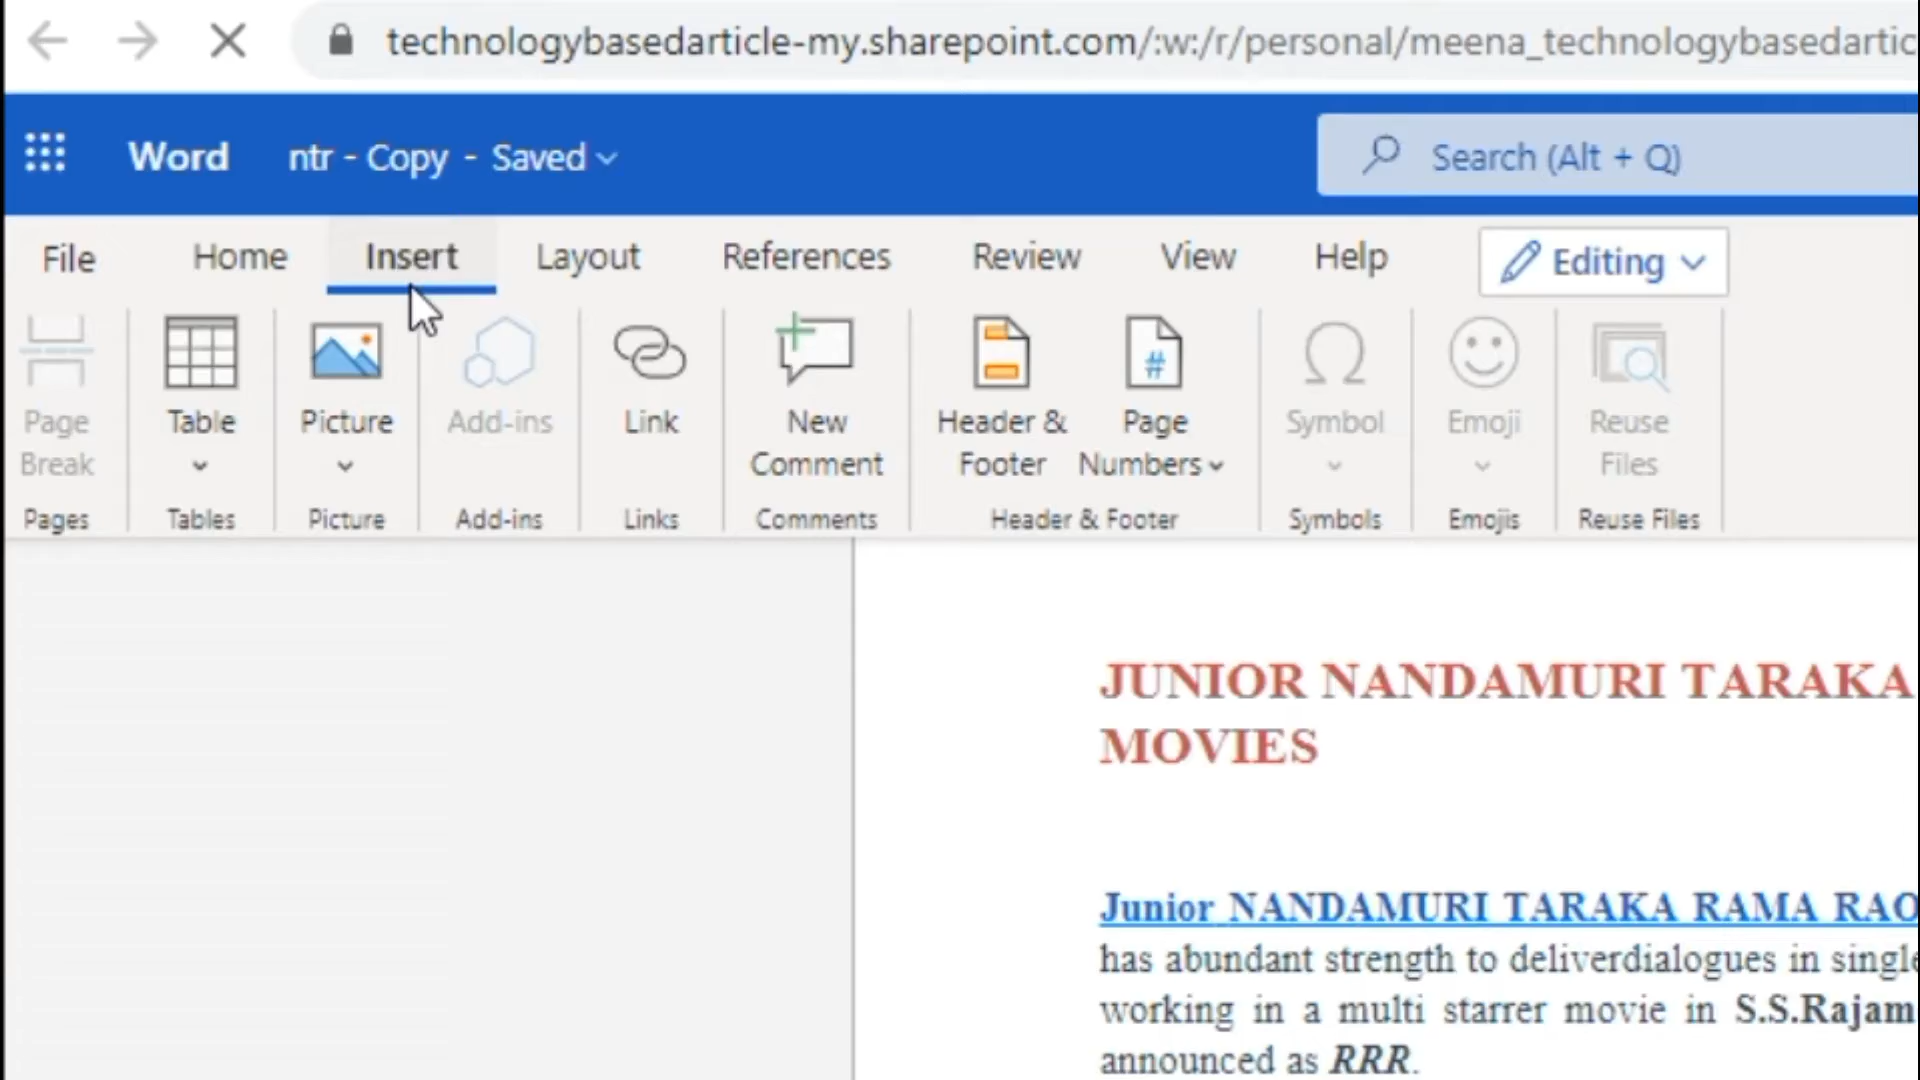 technologybasedarticle-my.sharepoint.com/:w:/r/personal/meena_technologybasedartic
Word ntr - Copy - Saved Search (Alt + Q)
File Home Insert Layout References Review View Help Editing
Page Break Table Picture Add-ins Link New Comment Header & Footer # Page Numbers Symbol Emoji Reuse Files
Pages Tables Picture Add-ins Links Comments Header & Footer Symbols Emojis Reuse Files
JUNIOR NANDAMURI TARAKA
MOVIES
Junior NANDAMURI TARAKA RAMA RAO
has abundant strength to deliverdialogues in single
working in a multi starrer movie in S.S.Rajam
announced as RRR.